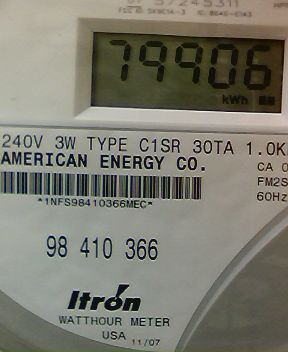 57245311
79906
kWh
240V 3W TYPE C1SR 30TA 1.0K
AMERICAN ENERGY CO.
CA 0
FM2S
60Hz
*1NFS98410366MEC*
98 410 366
Itron
WATTHOUR METER
USA 11/07